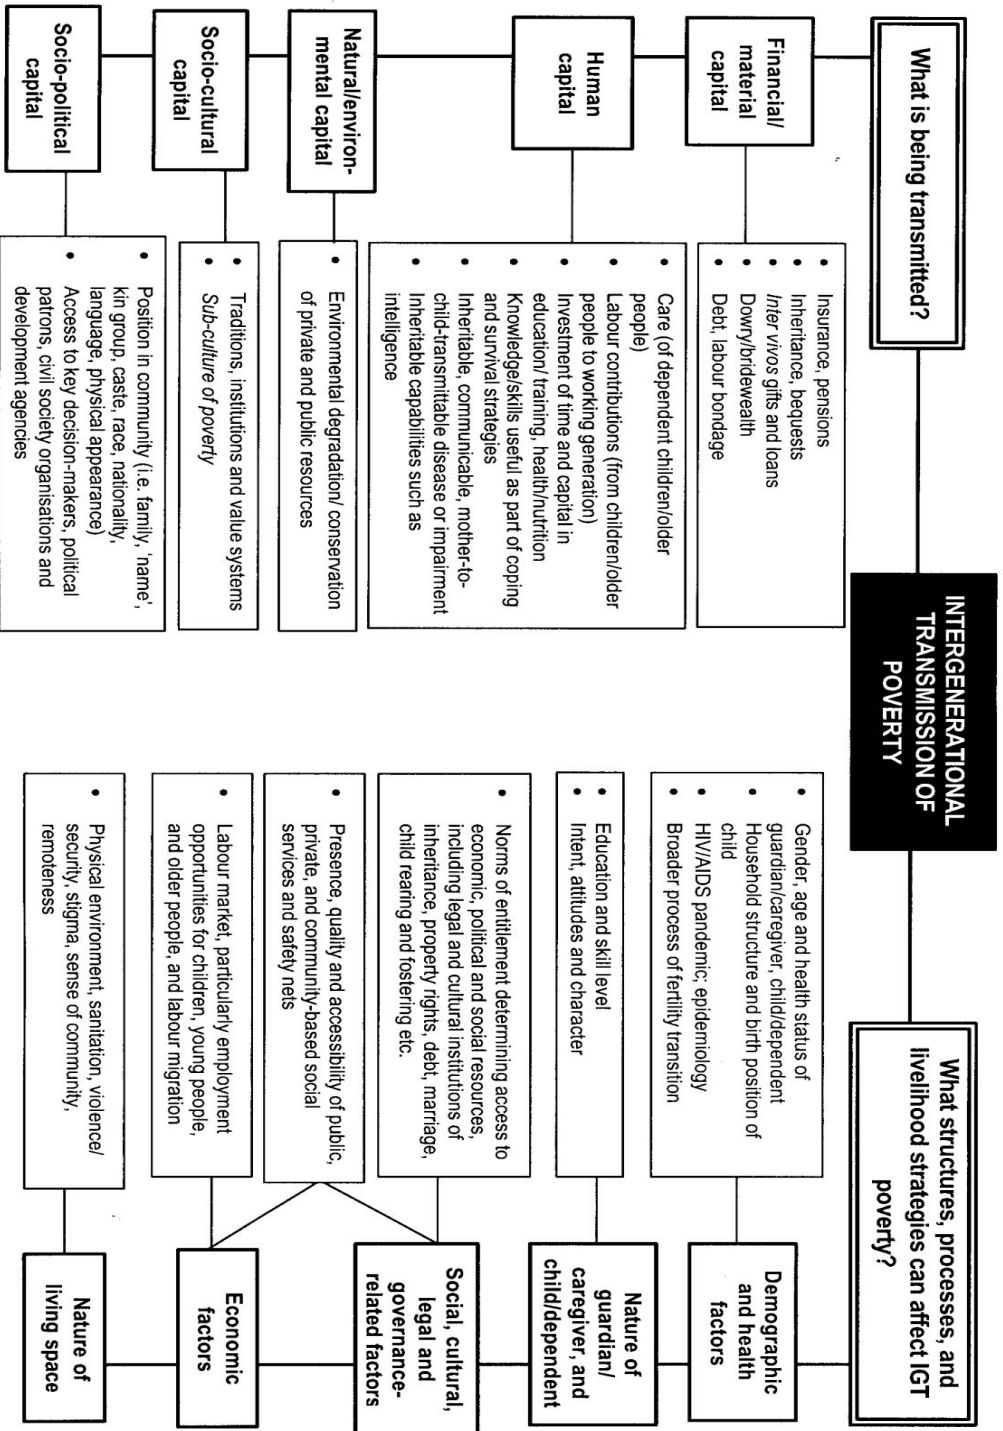 INTERGENERATIONAL
TRANSMISSION OF
POVERTY
What is being transmitted?
Financial/
material
capital
• Insurance, pensions
• Inheritance, bequests
• Inter vivos gifts and loans
• Dowry/bridewealth
• Debt, labour bondage
Human
capital
• Care (of dependent children/older
people)
• Labour contributions (from children/older
people to working generation)
• Investment of time and capital in
education/ training, health/nutrition
• Knowledge/skills useful as part of coping
and survival strategies
• Inheritable, communicable, mother-to-
child-transmittable disease or impairment
• Inheritable capabilities such as
intelligence
Natural/environ-
mental capital
• Environmental degradation/ conservation
of private and public resources
Socio-cultural
capital
• Traditions, institutions and value systems
• Sub-culture of poverty
Socio-political
capital
• Position in community (i.e. family, 'name',
kin group, caste, race, nationality,
language, physical appearance)
• Access to key decision-makers, political
patrons, civil society organisations and
development agencies
What structures, processes, and
livelihood strategies can affect IGT
poverty?
• Gender, age and health status of
guardian/caregiver, child/dependent
• Household structure and birth position of
child
• HIV/AIDS pandemic; epidemiology
• Broader process of fertility transition
Demographic
and health
factors
• Education and skill level
• Intent, attitudes and character
Nature of
guardian/
caregiver, and
child/dependent
• Norms of entitlement determining access to
economic, political and social resources,
including legal and cultural institutions of
inheritance, property rights, debt, marriage,
child rearing and fostering etc.
Social, cultural,
legal and
governance-
related factors
• Presence, quality and accessibility of public,
private, and community-based social
services and safety nets
• Labour market, particularly employment
opportunities for children, young people,
and older people, and labour migration
Economic
factors
• Physical environment, sanitation, violence/
security, stigma, sense of community,
remoteness
Nature of
living space